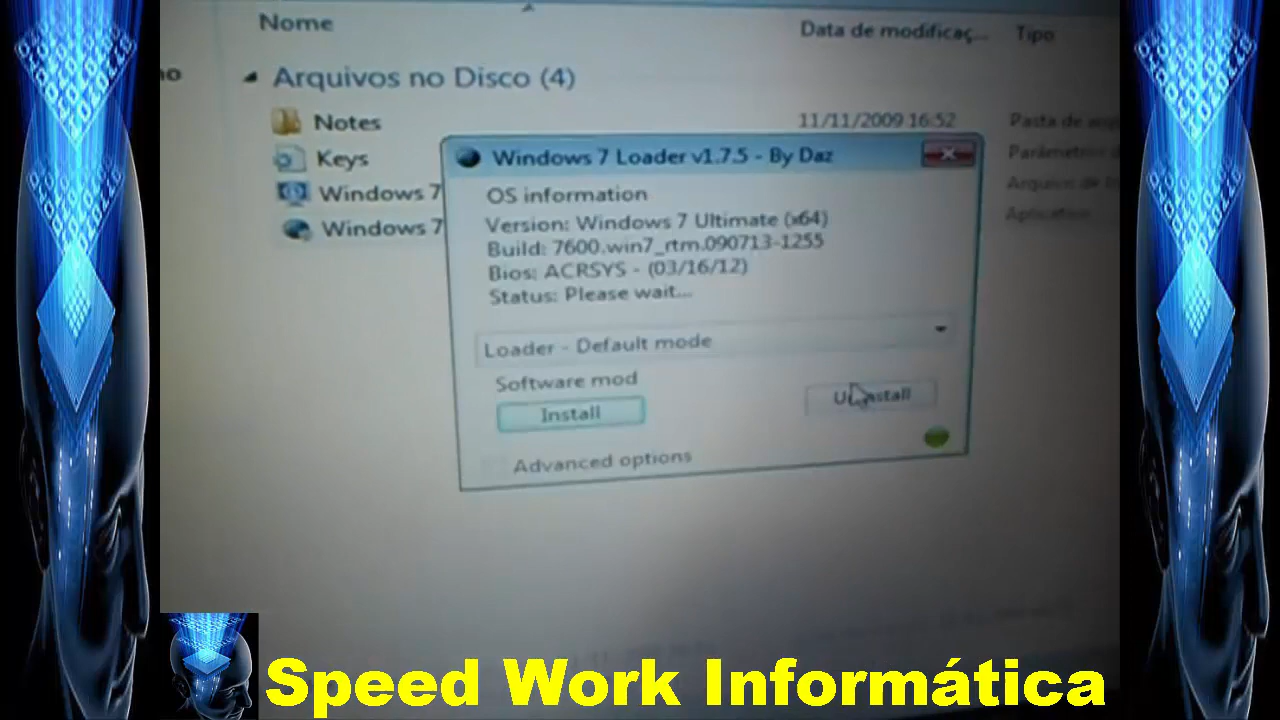 Nome
Data de modificaç...
Tipo
Arquivos no Disco (4)
Notes
11/11/2009 16:52
Pasta de
Keys
Windows 7
Windows 7
Windows 7 Loader v1.7.5 - By Daz
OS information
Version: Windows 7 Ultimate (x64)
Build: 7600.win7_rtm.090713-1255
Bios: ACRSYS - (03/16/12)
Status: Please wait...
Loader - Default mode
Software mod
Install
Uninstall
Advanced options
Speed Work Informática